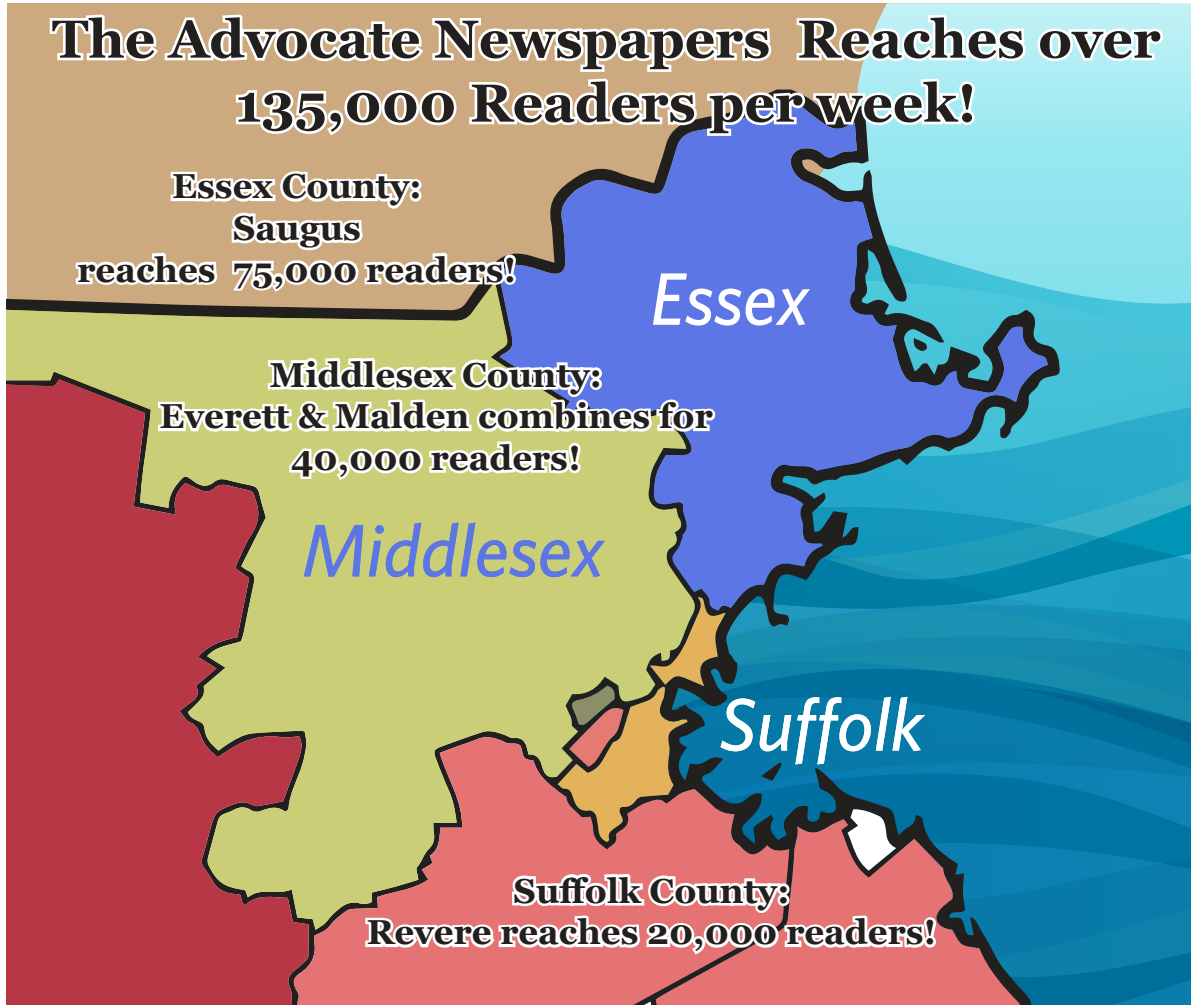 The Advocate Newspapers Reaches over
135,000 Readers per week!
Essex County:
Saugus
reaches 75,000 readers!
Essex
Middlesex County:
Everett & Malden combines for
40,000 readers!
Middlesex
Suffolk
Suffolk County:
Revere reaches 20,000 readers!